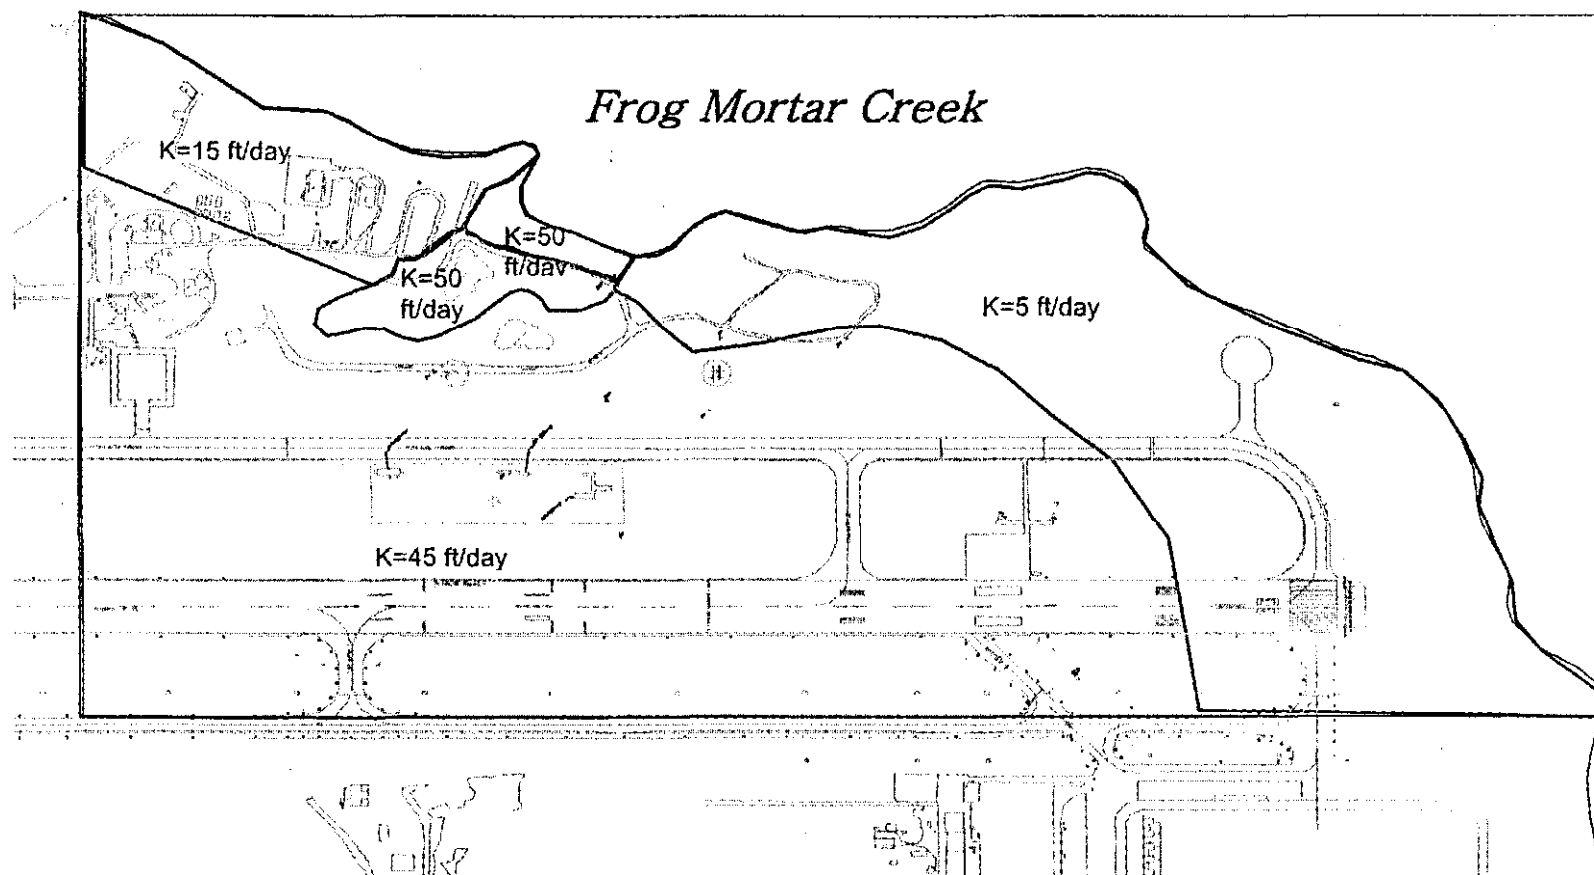 Frog Mortar Creek
K=15 ft/day
K=50
ft/day
K=50
ft/day
K=5 ft/day
K=45 ft/day
H